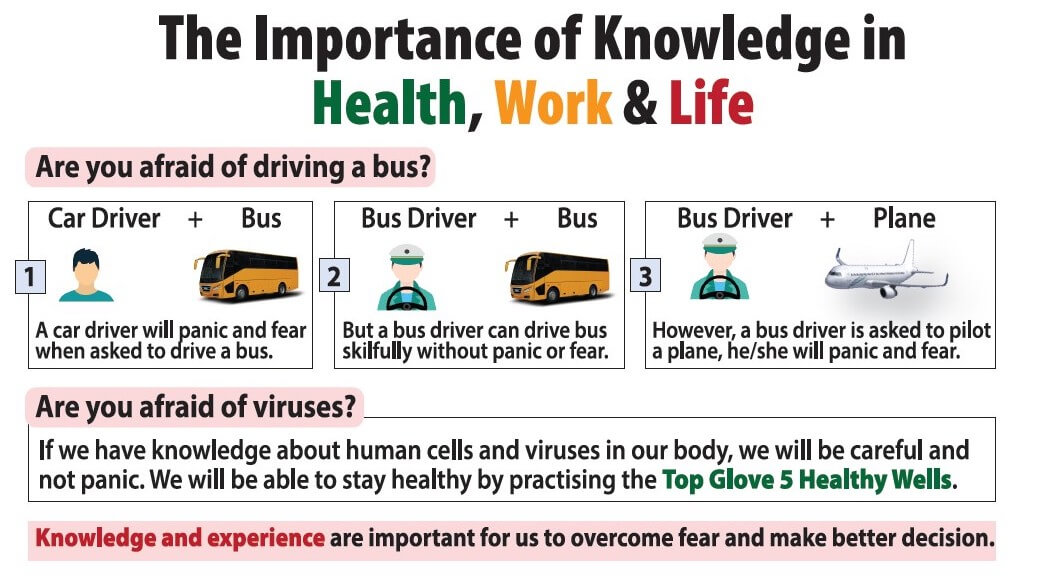 The Importance of Knowledge in
Health, Work & Life
Are you afraid of driving a bus?
Car Driver + Bus
1
A car driver will panic and fear
when asked to drive a bus.
Bus Driver + Bus
2
But a bus driver can drive bus
skilfully without panic or fear.
Bus Driver + Plane
3
However, a bus driver is asked to pilot
a plane, he/she will panic and fear.
Are you afraid of viruses?
If we have knowledge about human cells and viruses in our body, we will be careful and
not panic. We will be able to stay healthy by practising the Top Glove 5 Healthy Wells.
Knowledge and experience are important for us to overcome fear and make better decision.